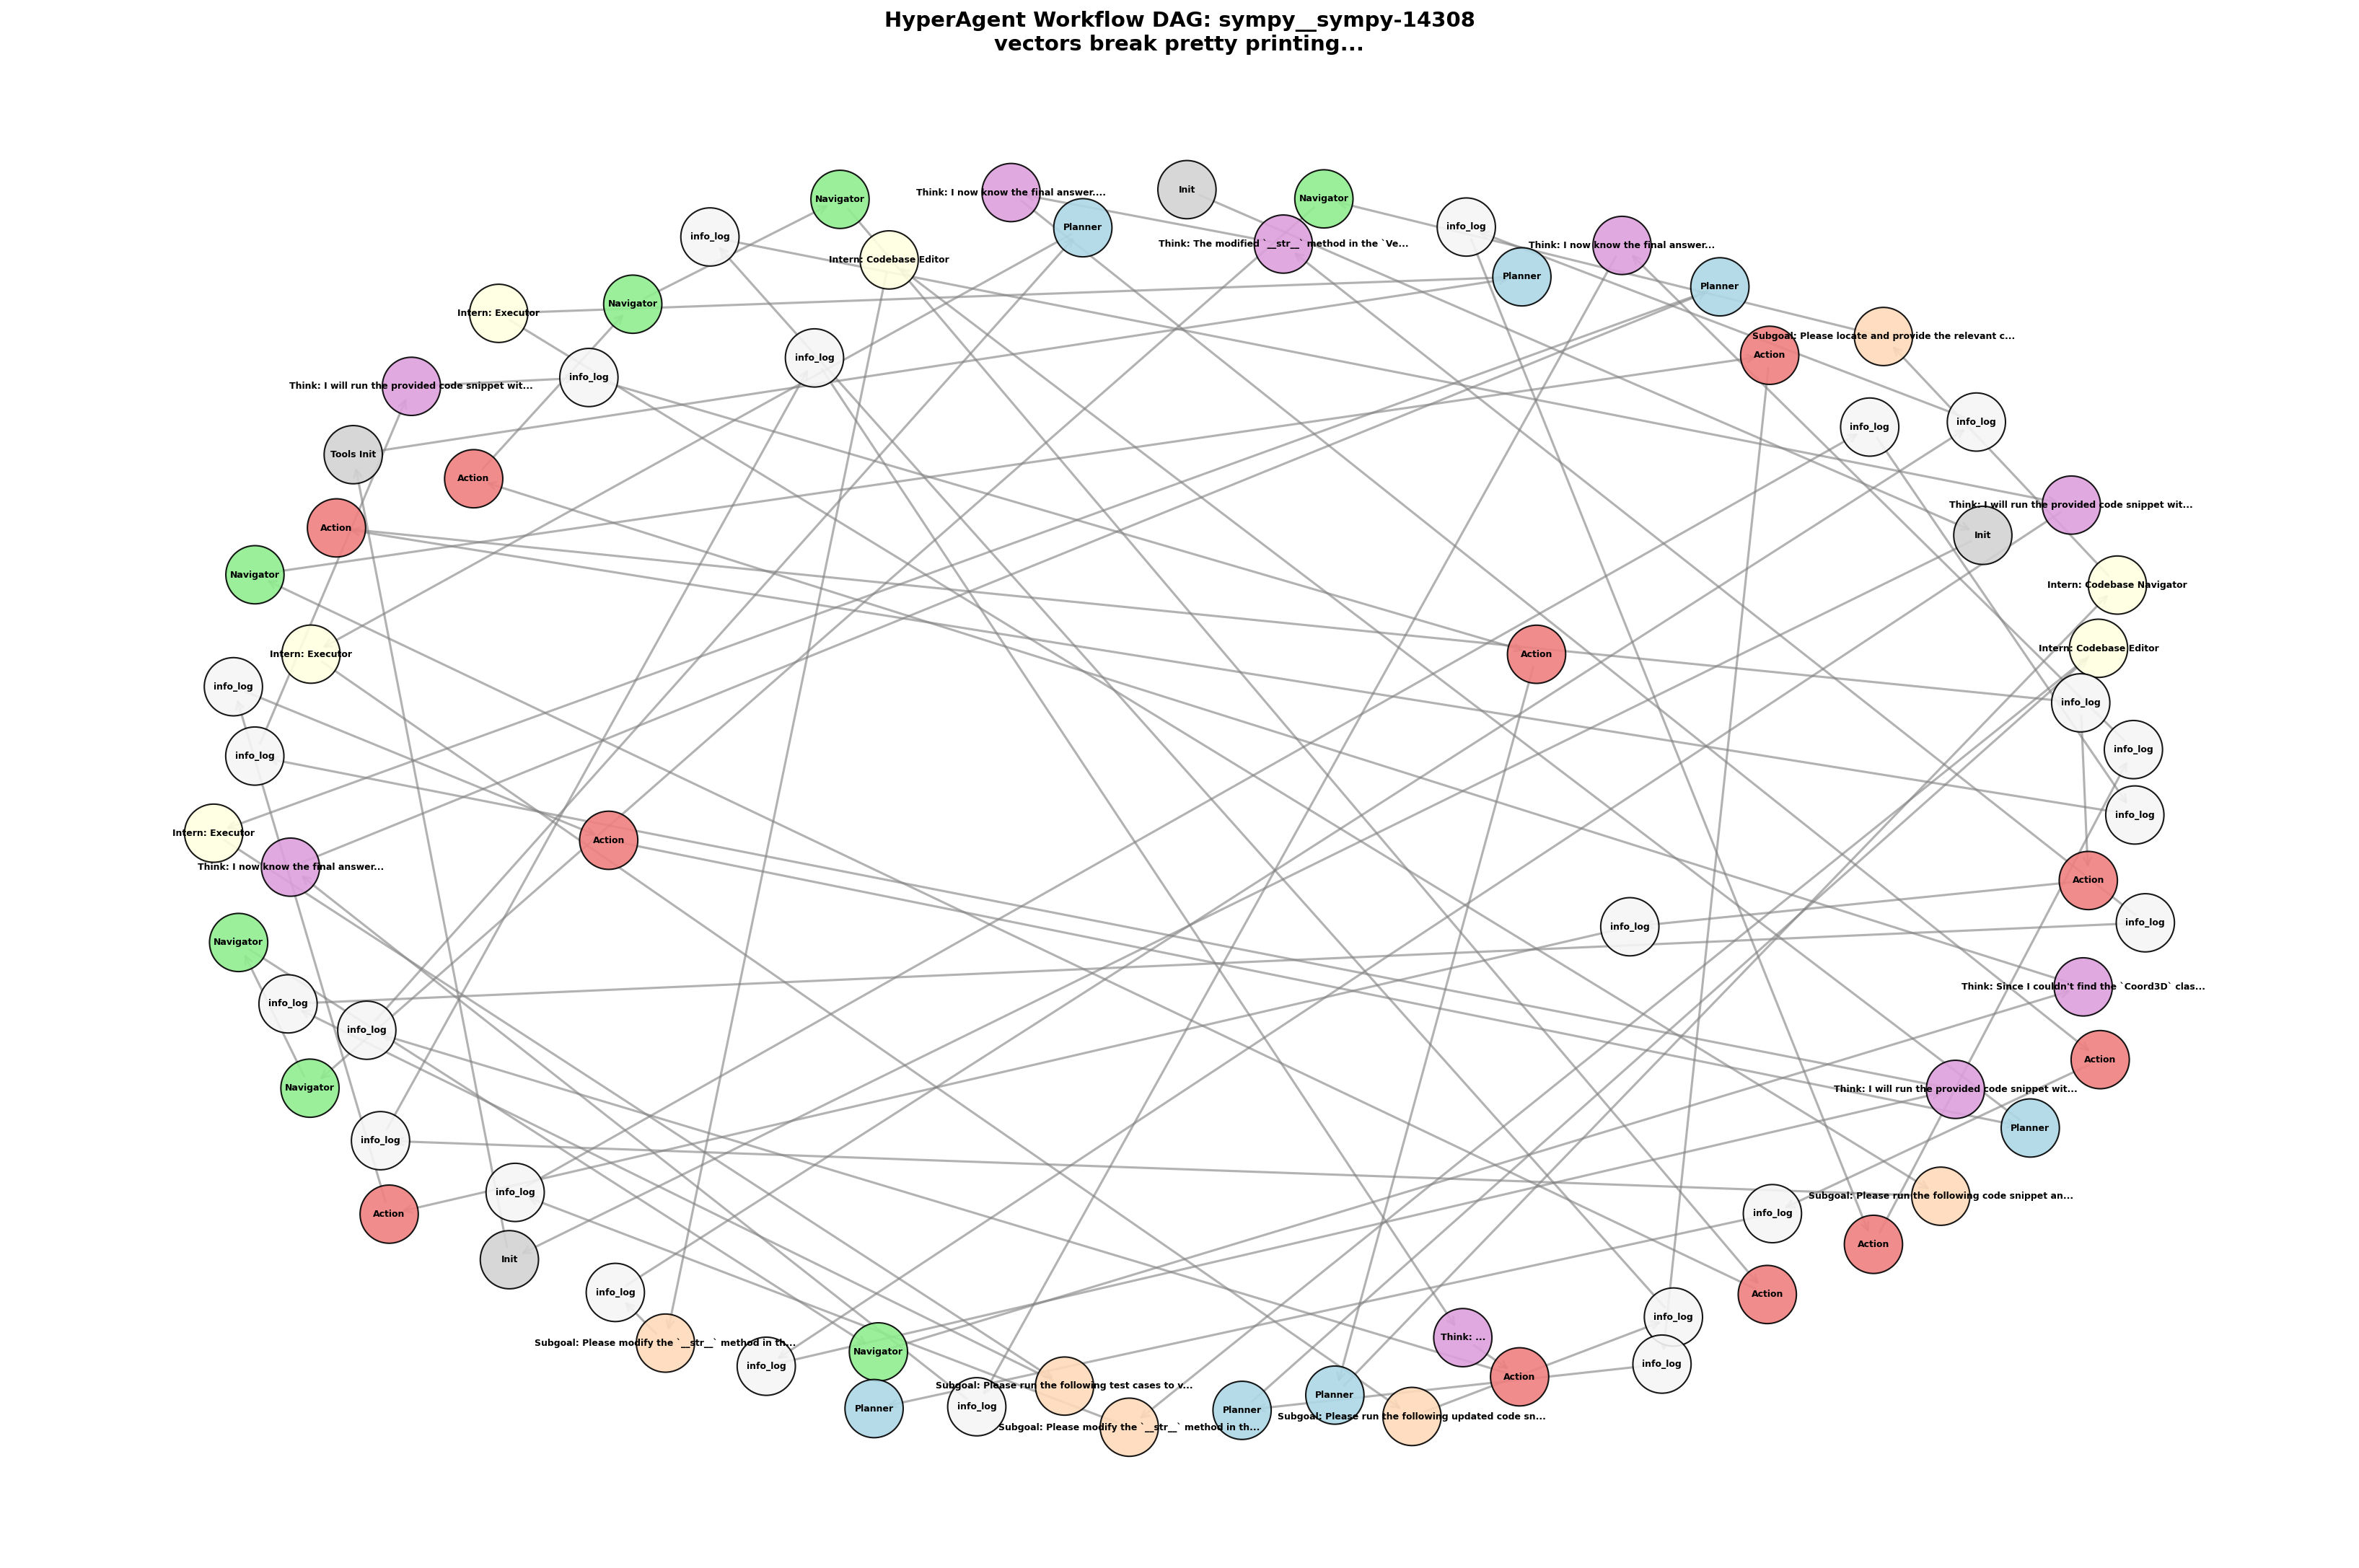 HyperAgent Workflow DAG: sympy__sympy-14308
vectors break pretty printing...
Init
Think: I now know the final answer....
Navigator
Navigator
Planner
info_log
info_log
Think: The modified `__str__` method in the `Ve...
Think: I now know the final answer...
Intern: Codebase Editor
Planner
Planner
Navigator
Intern: Executor
Subgoal: Please locate and provide the relevant c...
Action
info_log
info_log
Think: I will run the provided code snippet wit...
info_log
info_log
Tools Init
Action
Think: I will run the provided code snippet wit...
Action
Init
Navigator
Intern: Codebase Navigator
Intern: Codebase Editor
Intern: Executor
Action
info_log
info_log
info_log
info_log
info_log
Intern: Executor
Action
Think: I now know the final answer...
Action
info_log
info_log
Navigator
Think: Since I couldn't find the `Coord3D` clas...
info_log
info_log
Action
Navigator
Think: I will run the provided code snippet wit...
Planner
info_log
info_log
Subgoal: Please run the following code snippet an...
Action
info_log
Action
Init
info_log
Action
info_log
Think: ...
Subgoal: Please modify the `__str__` method in th...
Navigator
info_log
info_log
Action
Subgoal: Please run the following test cases to v...
Planner
Planner
info_log
Planner
Subgoal: Please run the following updated code sn...
Subgoal: Please modify the `__str__` method in th...